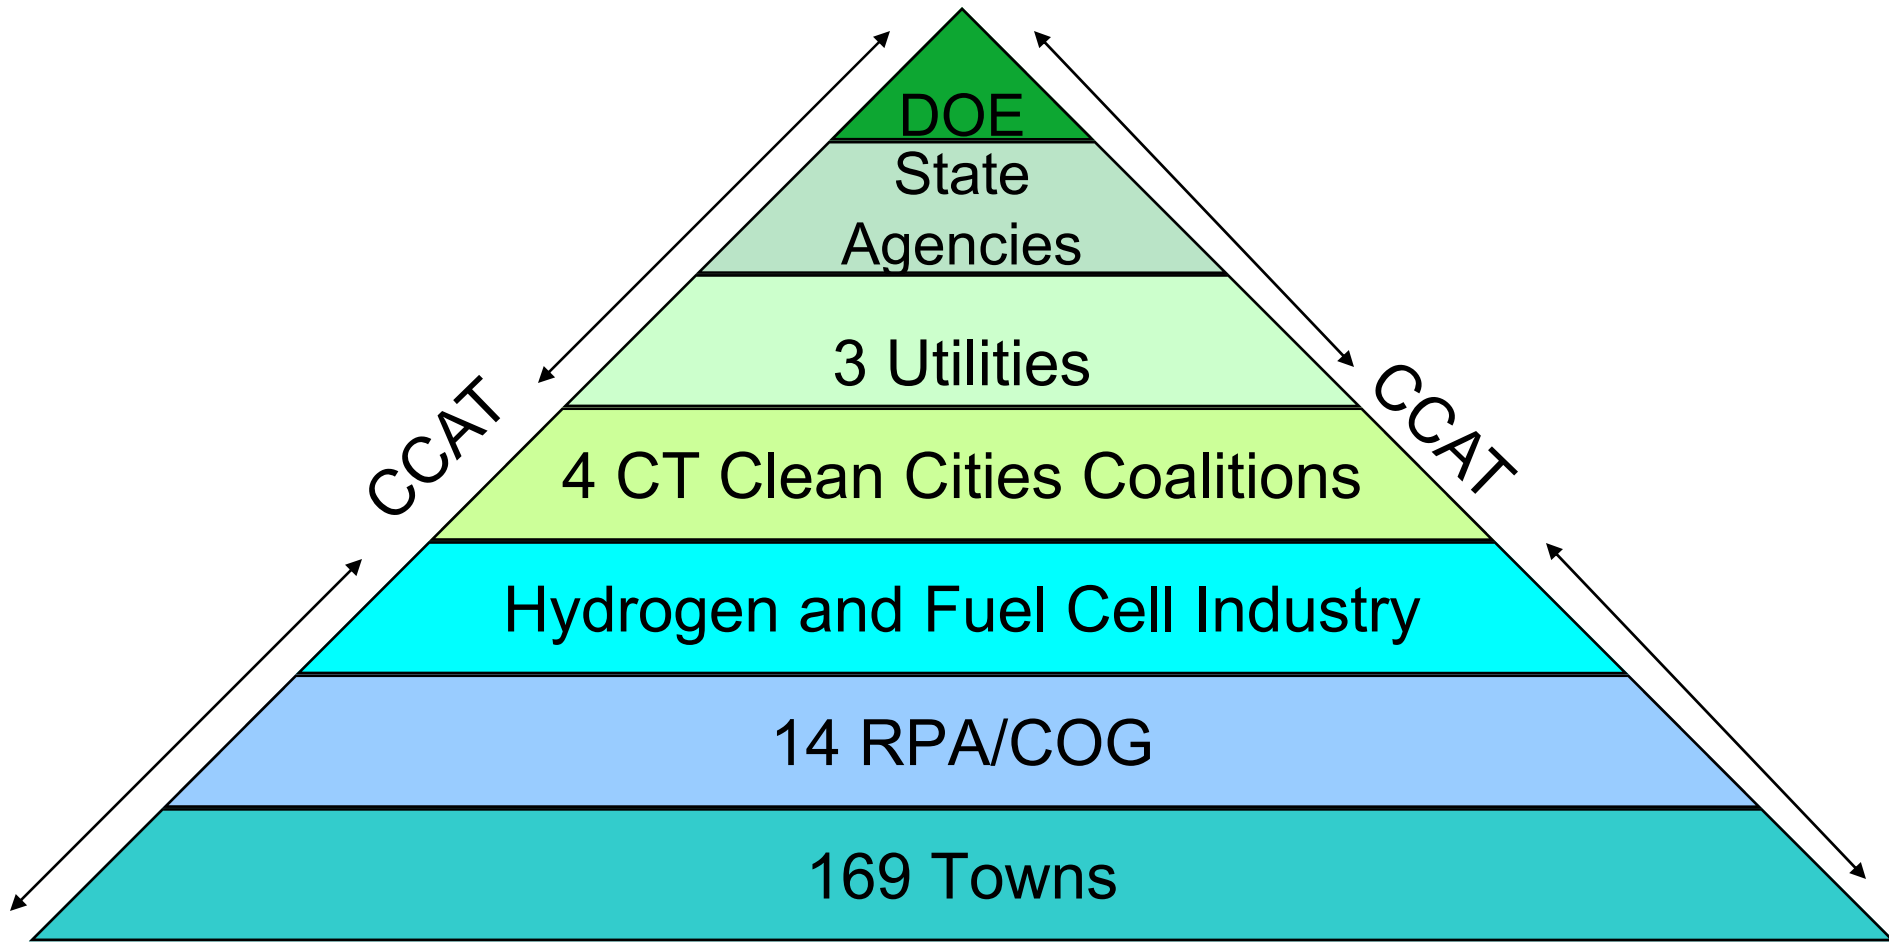 DOE
State
Agencies
3 Utilities
CCAT
CCAT
4 CT Clean Cities Coalitions
Hydrogen and Fuel Cell Industry
14 RPA/COG
169 Towns